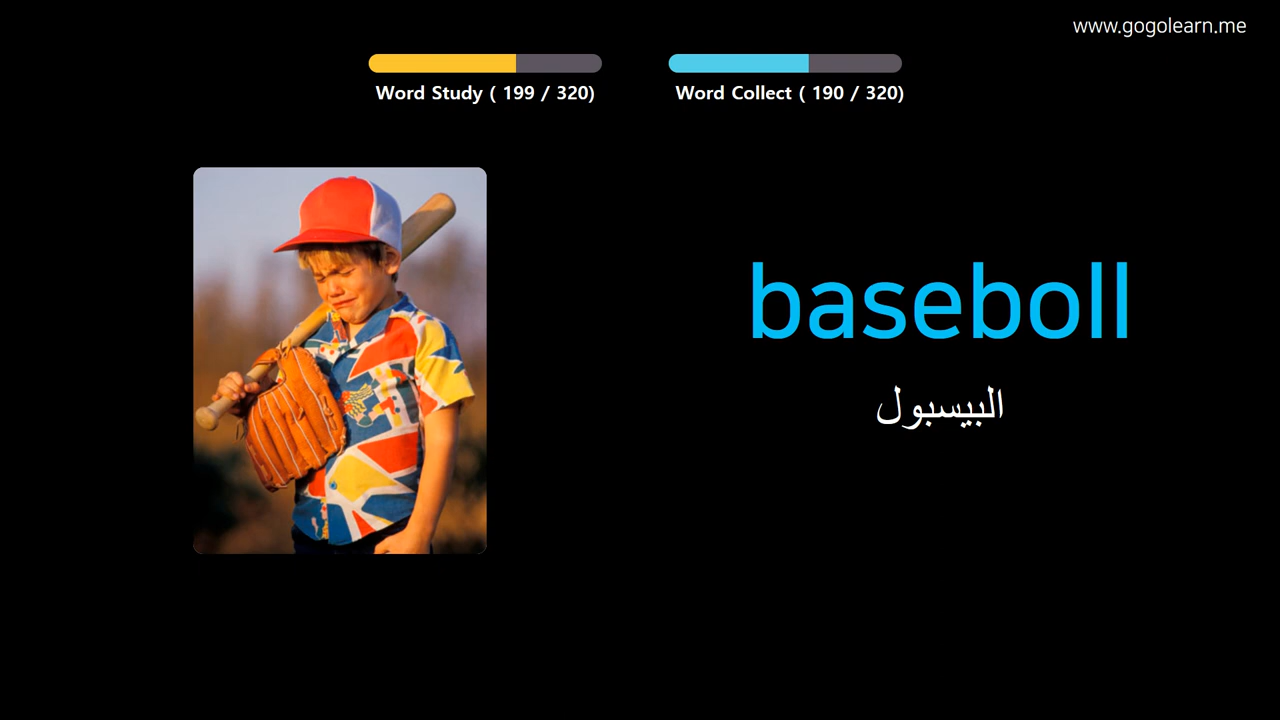 www.gogolearn.me
Word Study ( 199 / 320)
Word Collect ( 190 / 320)
baseboll
البيسبول